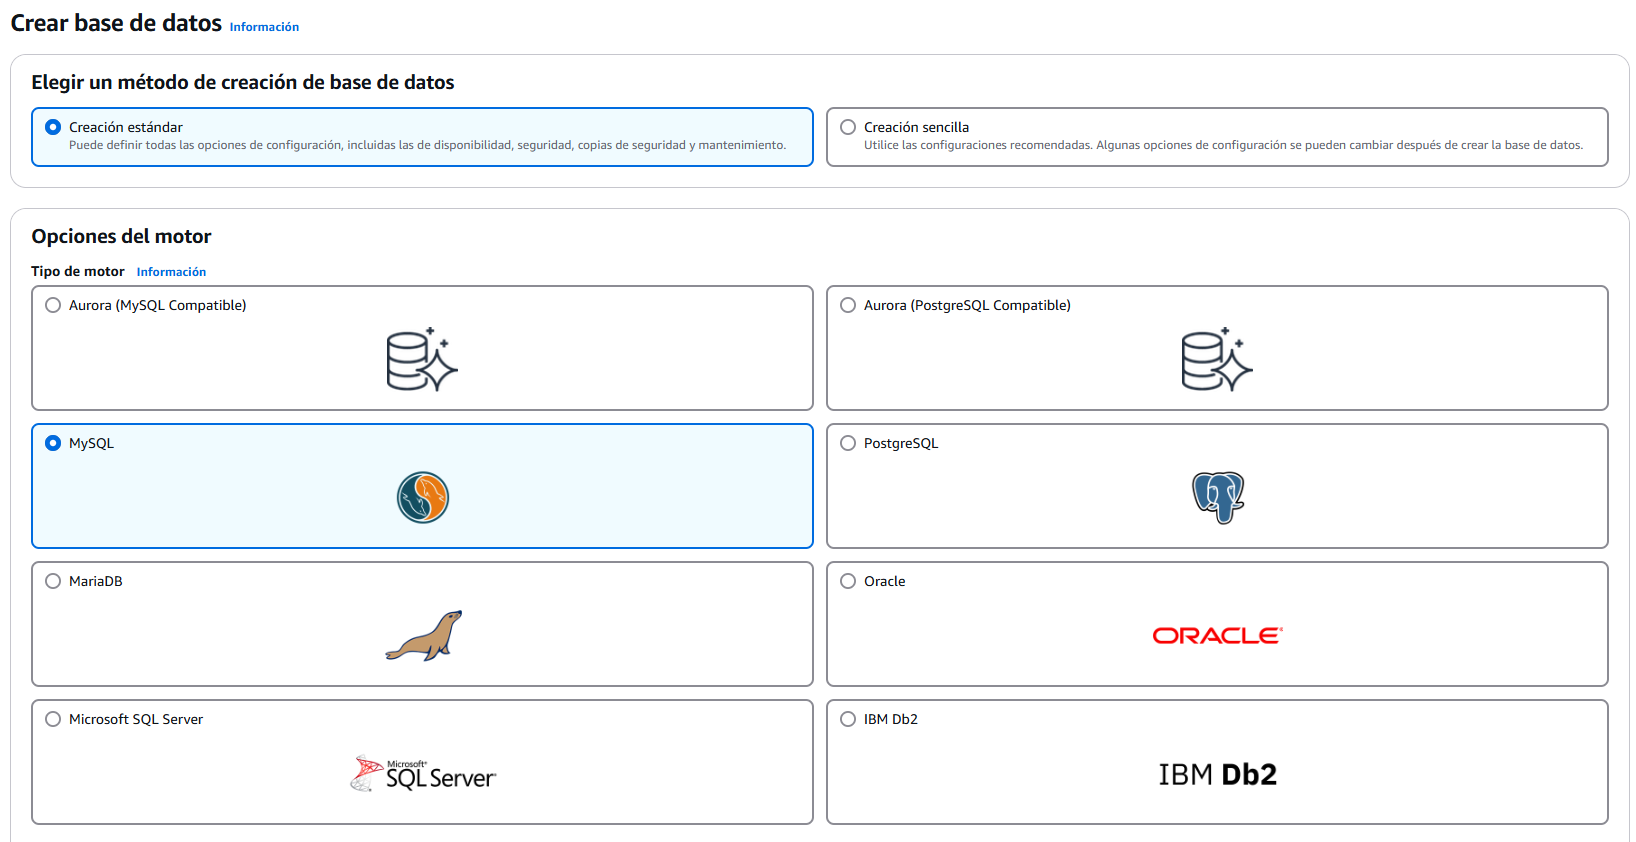 Crear base de datos Información
Elegir un método de creación de base de datos
Creación estándar
Puede definir todas las opciones de configuración, incluidas las de disponibilidad, seguridad, copias de seguridad y mantenimiento.
Creación sencilla
Utilice las configuraciones recomendadas. Algunas opciones de configuración se pueden cambiar después de crear la base de datos.
Opciones del motor
Tipo de motor Información
Aurora (MySQL Compatible)
Aurora (PostgreSQL Compatible)
MySQL
PostgreSQL
MariaDB
Oracle
ORACLE
Microsoft SQL Server
Microsoft
SQL Server
IBM Db2
IBM Db2